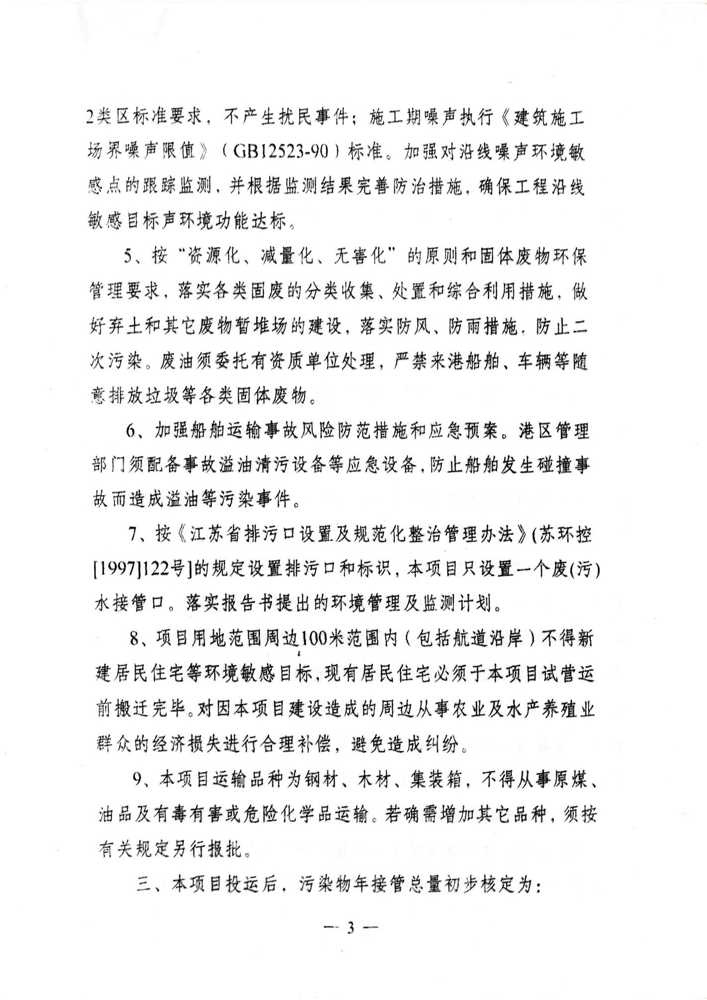 2类区标准要求，不产生扰民事件；施工期噪声执行《建筑施工
场界噪声限值》（GB12523-90）标准。加强对沿线噪声环境敏
感点的跟踪监测，并根据监测结果完善防治措施，确保工程沿线
敏感目标声环境功能达标。
5、按“资源化、减量化、无害化”的原则和固体废物环保
管理要求，落实各类固废的分类收集、处置和综合利用措施，做
好弃土和其它废物暂堆场的建设，落实防风、防雨措施，防止二
次污染。废油须委托有资质单位处理，严禁来港船舶、车辆等随
意排放垃圾等各类固体废物。
6、加强船舶运输事故风险防范措施和应急预案。港区管理
部门须配备事故溢油清污设备等应急设备，防止船舶发生碰撞事
故而造成溢油等污染事件。
7、按《江苏省排污口设置及规范化整治管理办法》(苏环控
[1997]122号]的规定设置排污口和标识，本项目只设置一个废(污)
水接管口。落实报告书提出的环境管理及监测计划。
8、项目用地范围周边100米范围内（包括航道沿岸）不得新
建居民住宅等环境敏感目标，现有居民住宅必须于本项目试营运
前搬迁完毕。对因本项目建设造成的周边从事农业及水产养殖业
群众的经济损失进行合理补偿，避免造成纠纷。
9、本项目运输品种为钢材、木材、集装箱，不得从事原煤、
油品及有毒有害或危险化学品运输。若确需增加其它品种，须按
有关规定另行报批。
三、本项目投运后，污染物年接管总量初步核定为：
— 3 —